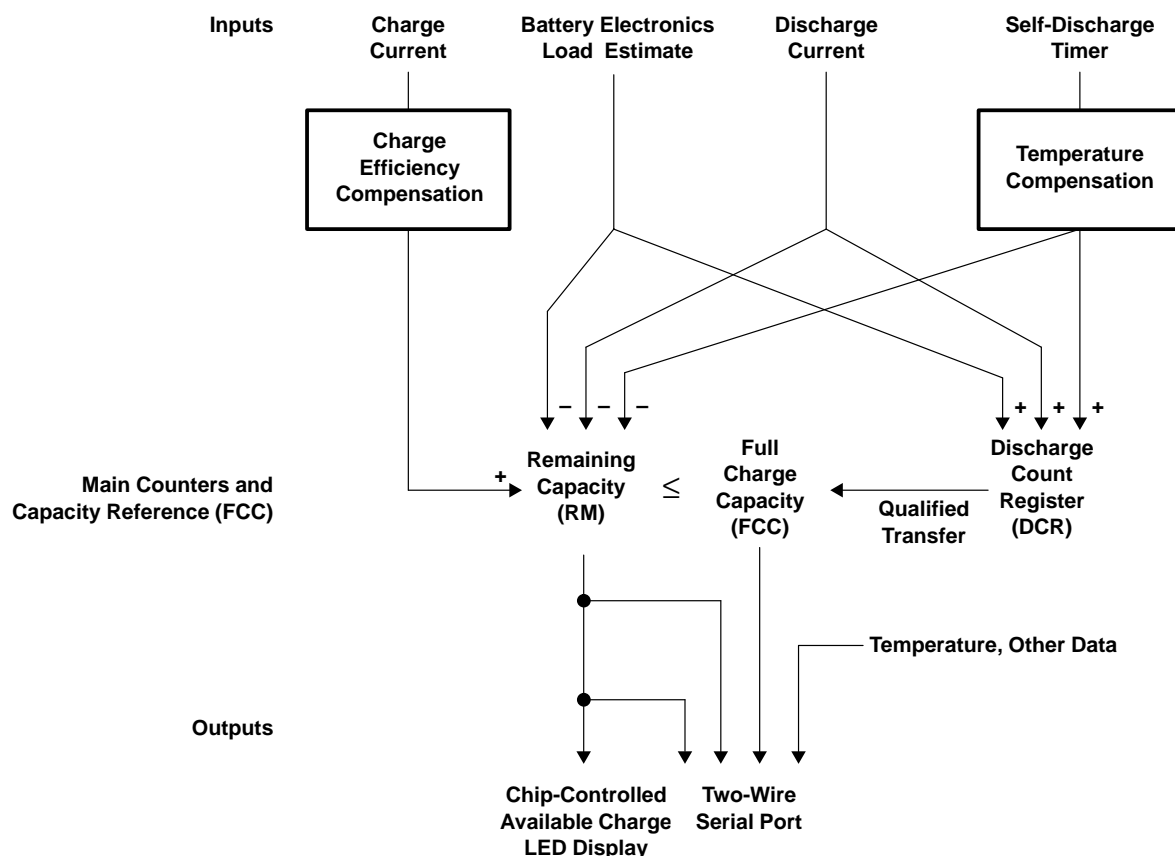 Inputs
Charge
Current
Battery Electronics
Load Estimate
Discharge
Current
Self-Discharge
Timer
Charge
Efficiency
Compensation
Temperature
Compensation
– – –
+ + +
Main Counters and
Capacity Reference (FCC)
+
Remaining
Capacity
(RM)
≤
Full
Charge
Capacity
(FCC)
Qualified
Transfer
Discharge
Count
Register
(DCR)
Temperature, Other Data
Outputs
Chip-Controlled
Available Charge
LED Display
Two-Wire
Serial Port